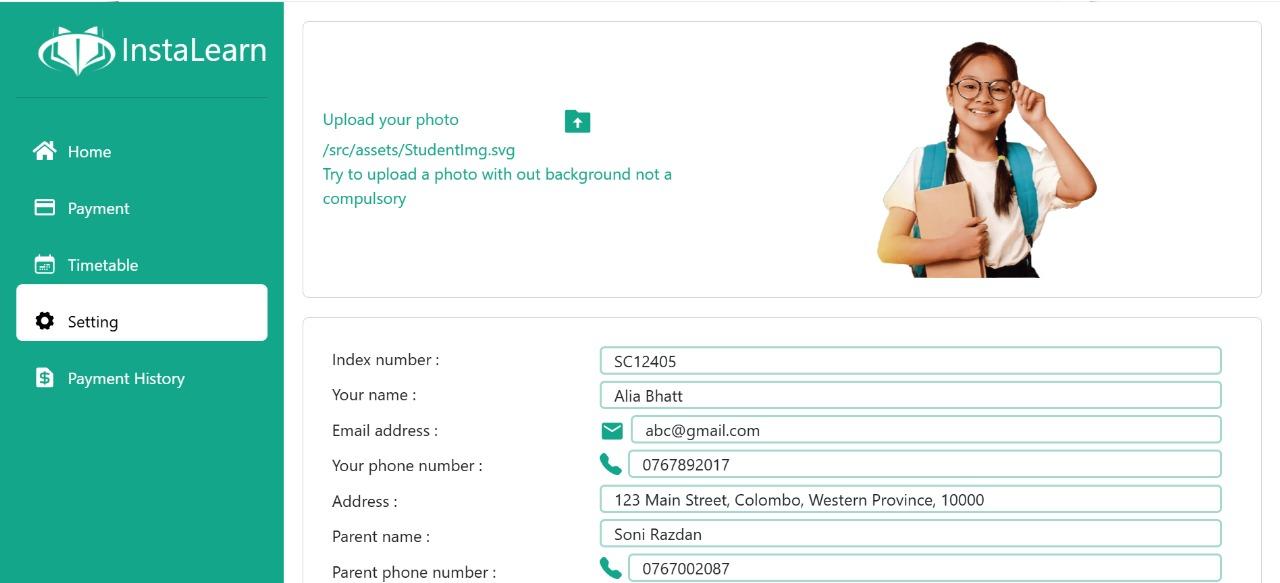 InstaLearn
Home
Payment
Timetable
Setting
Payment History
Upload your photo
/src/assets/StudentImg.svg
Try to upload a photo with out background not a
compulsory
Index number : SC12405
Your name : Alia Bhatt
Email address : abc@gmail.com
Your phone number : 0767892017
Address : 123 Main Street, Colombo, Western Province, 10000
Parent name : Soni Razdan
Parent phone number : 0767002087